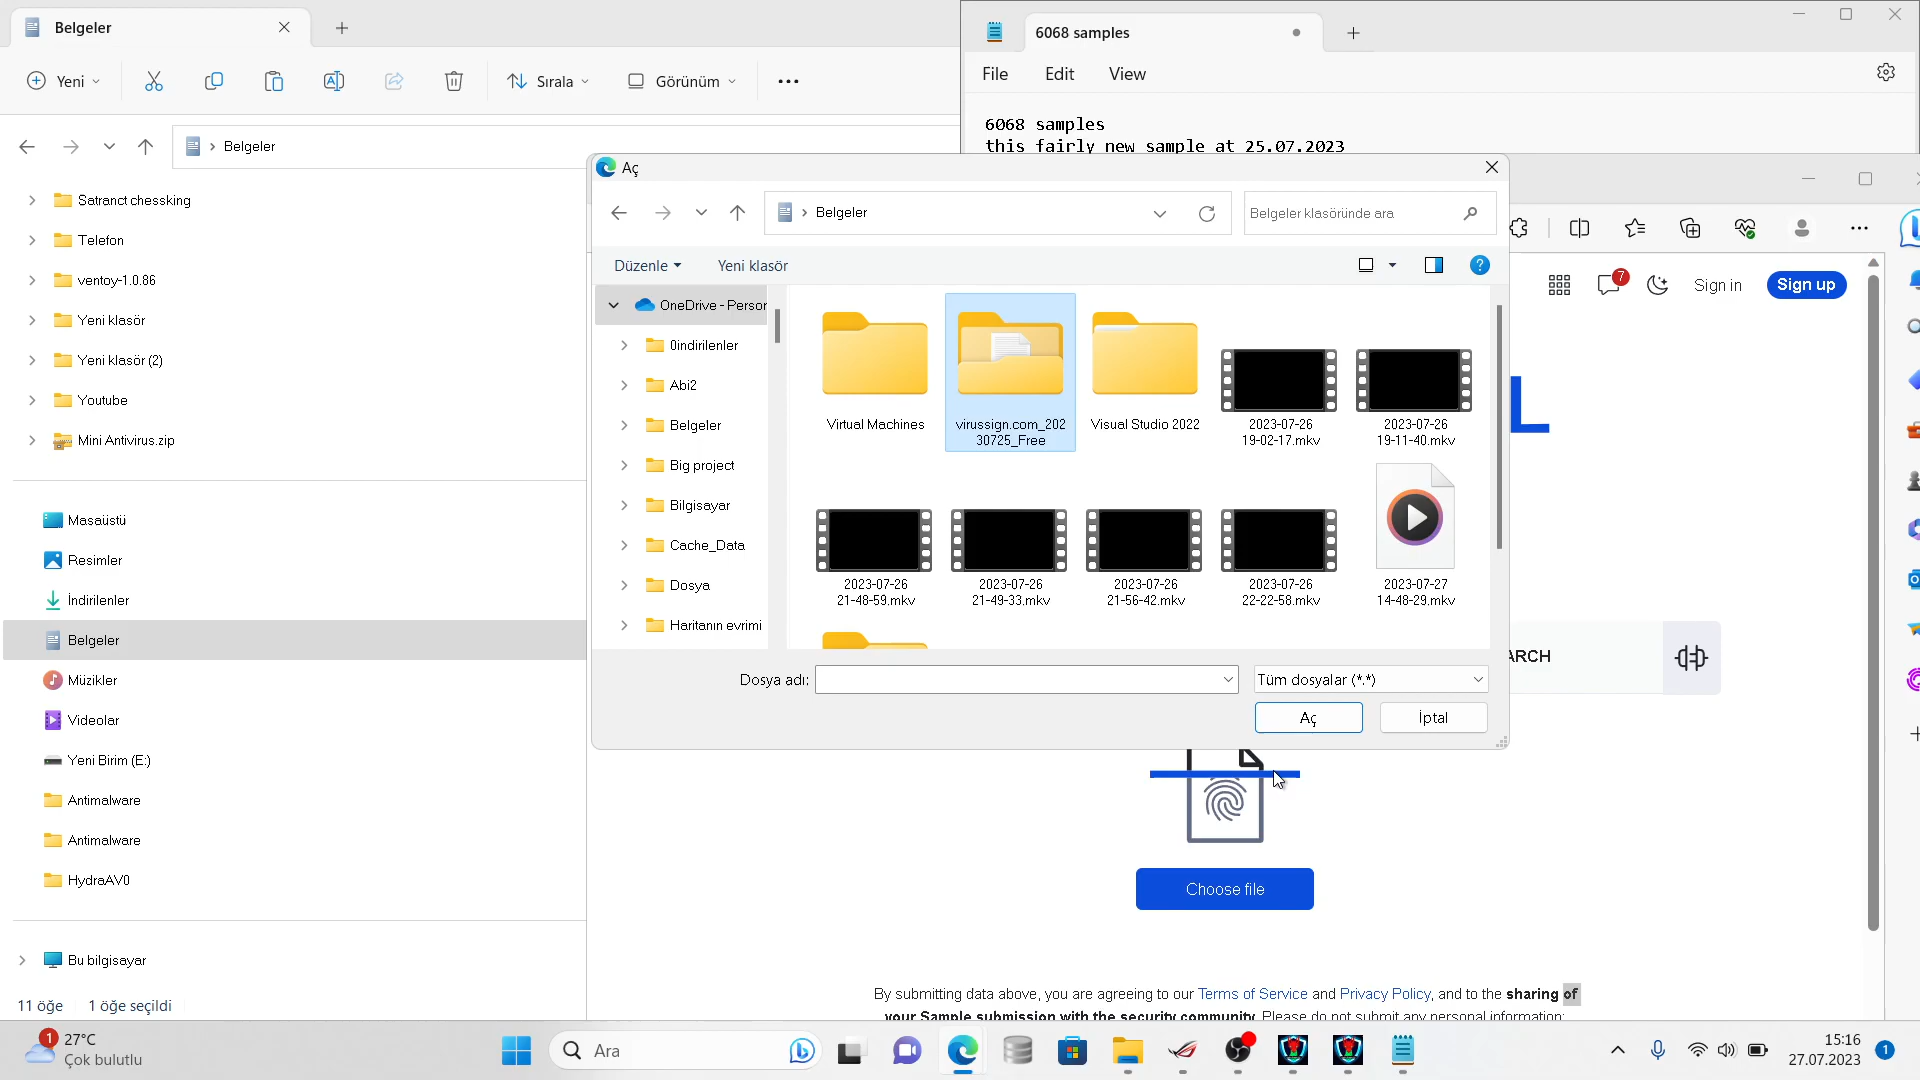 Belgeler
Yeni
Sırala
Görünüm
Belgeler
Satranct chessking
Telefon
ventoy-1.0.86
Yeni klasör
Yeni klasör (2)
Youtube
Mini Antivirus.zip
Masaüstü
Resimler
İndirilenler
Belgeler
Müzikler
Videolar
Yeni Birim (E:)
Antimalware
Antimalware
HydraAV0
Bu bilgisayar
11 öğe
1 öğe seçildi
6068 samples
File
Edit
View
6068 samples
this fairly new sample at 25.07.2023
Aç
Belgeler
Belgeler klasöründe ara
Düzenle
Yeni klasör
OneDrive - Person
0indirilenler
Abi2
Belgeler
Big project
Bilgisayar
Cache_Data
Dosya
Haritanın evrimi
Virtual Machines
virussign.com_202
30725_Free
Visual Studio 2022
2023-07-26
19-02-17.mkv
2023-07-26
19-11-40.mkv
2023-07-26
21-48-59.mkv
2023-07-26
21-49-33.mkv
2023-07-26
21-56-42.mkv
2023-07-26
22-22-58.mkv
2023-07-27
14-48-29.mkv
Dosya adı:
Tüm dosyalar (*.*)
Aç
İptal
7
Sign in
Sign up
L
ARCH
Choose file
By submitting data above, you are agreeing to our Terms of Service and Privacy Policy, and to the sharing of
your Sample submission with the security community. Please do not submit any personal information;
1
27°C
Çok bulutlu
Ara
15:16
27.07.2023
1